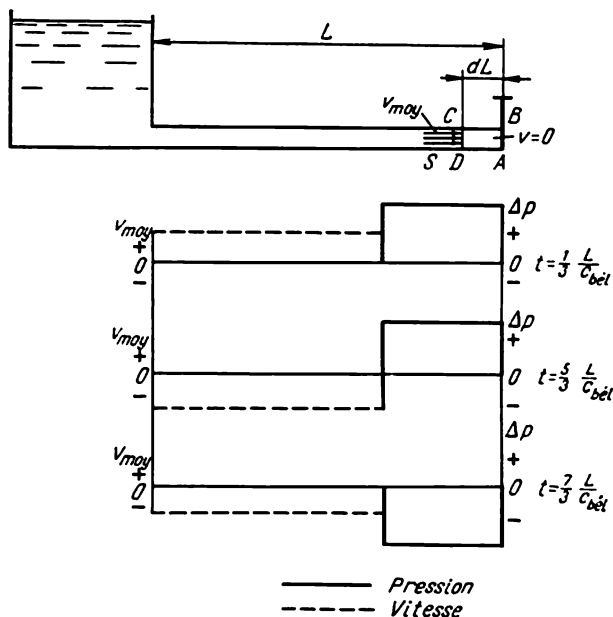 L
dL
v_moy
C
B
v=0
S
D
A
Δp
v_moy
+
+
0
0
t=1/3 L/C_bél
−
−
Δp
v_moy
+
+
0
0
t=5/3 L/C_bél
−
−
Δp
v_moy
+
+
0
0
t=7/3 L/C_bél
−
−
Pression
Vitesse